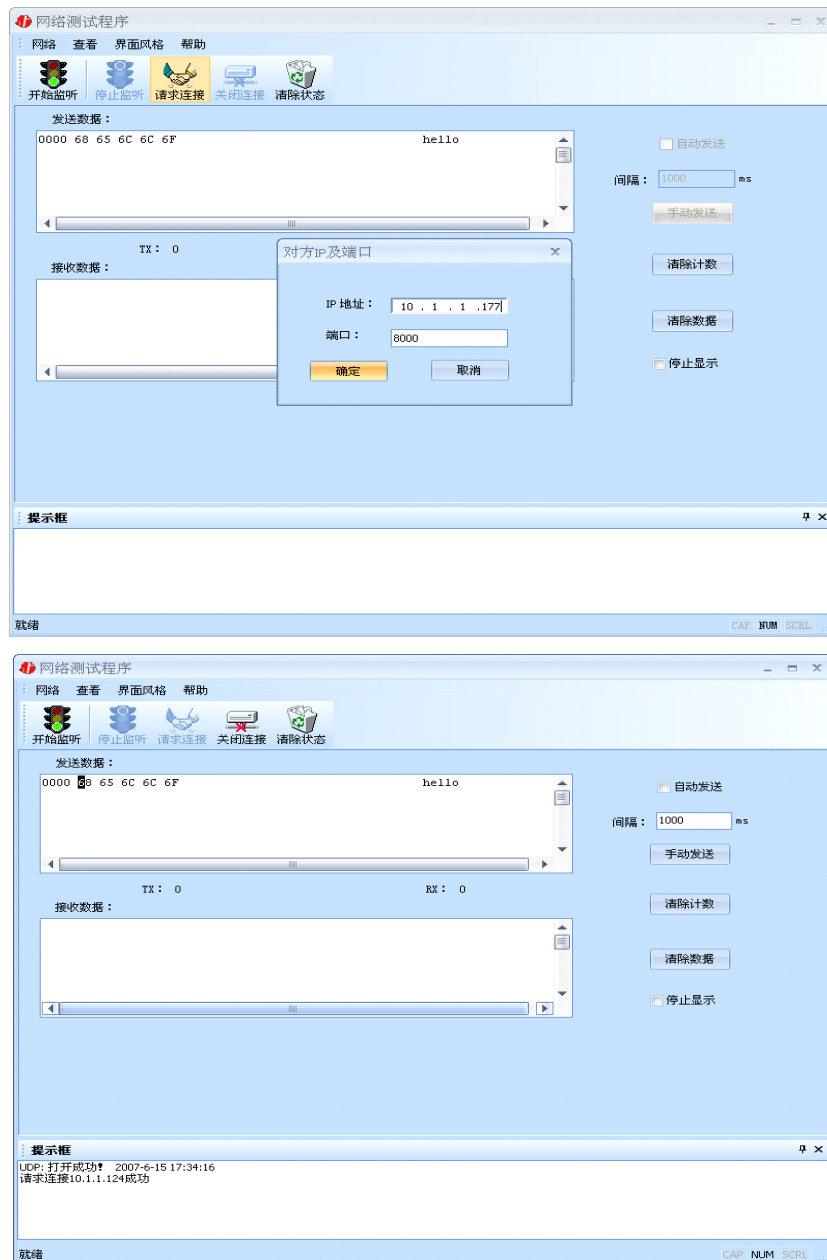 网络测试程序
网络 查看 界面风格 帮助
开始监听 停止监听 请求连接 关闭连接 清除状态
发送数据：
0000 68 65 6C 6C 6F hello
自动发送
间隔： 1000 ms
手动发送
TX： 0
接收数据：
对方IP及端口
IP 地址： 10 . 1 . 1 .177
端口： 8000
确定 取消
清除计数
清除数据
停止显示
提示框
就绪
CAP NUM SCRL
网络测试程序
网络 查看 界面风格 帮助
开始监听 停止监听 请求连接 关闭连接 清除状态
发送数据：
0000 68 65 6C 6C 6F hello
自动发送
间隔： 1000 ms
手动发送
TX： 0 RX： 0
接收数据：
清除计数
清除数据
停止显示
提示框
UDP: 打开成功! 2007-6-15 17:34:16
请求连接10.1.1.124成功
就绪
CAP NUM SCRL